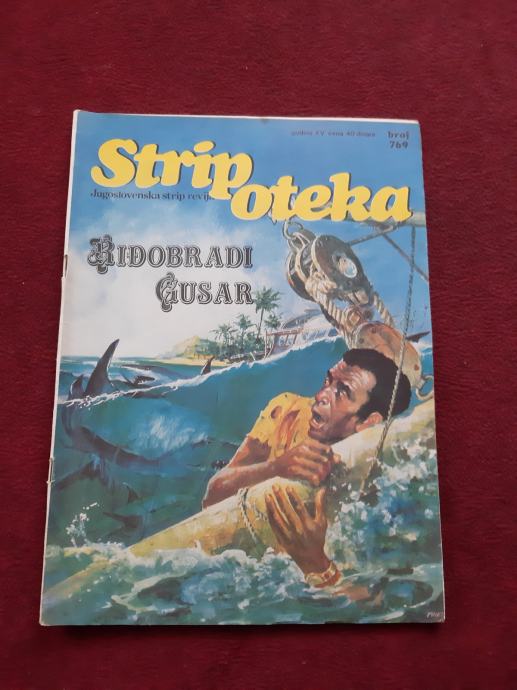 godina XV cena 40 dinara
broj
769
Strip
oteka
Jugoslovenska strip revija
RIĐOBRADI
GUSAR